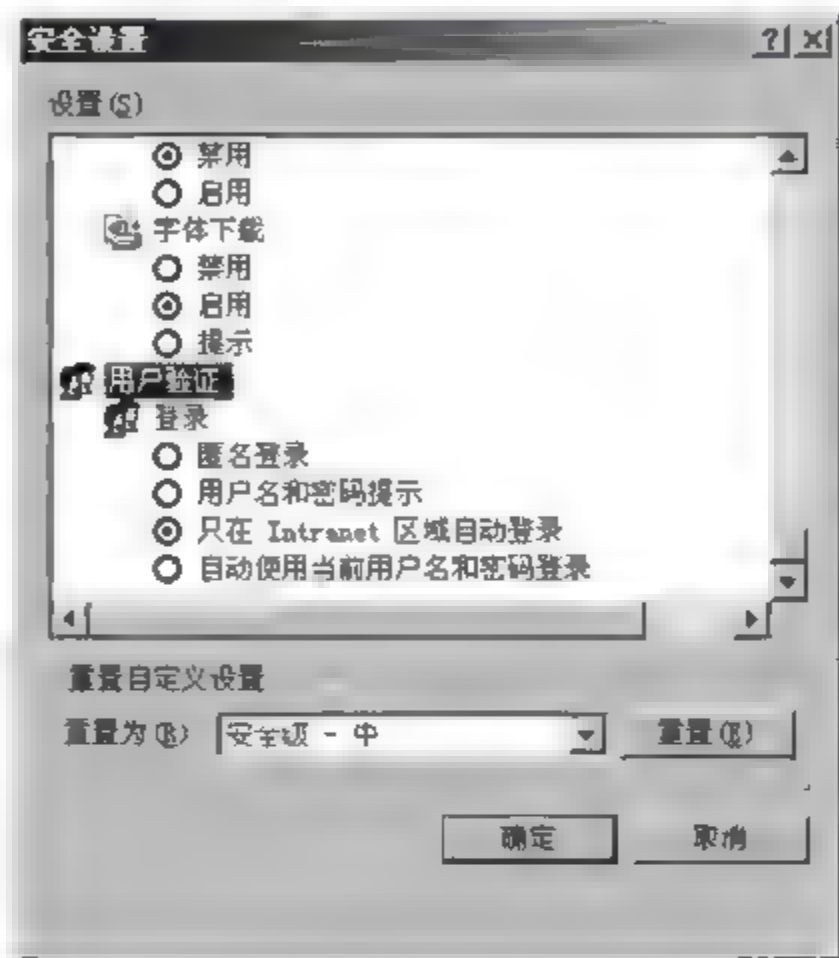 安全设置
设置(S)
禁用
启用
字体下载
禁用
启用
提示
用户验证
登录
匿名登录
用户名和密码提示
只在 Intranet 区域自动登录
自动使用当前用户名和密码登录
重置自定义设置
重置为(R) 安全级 - 中 重置(E)
确定 取消